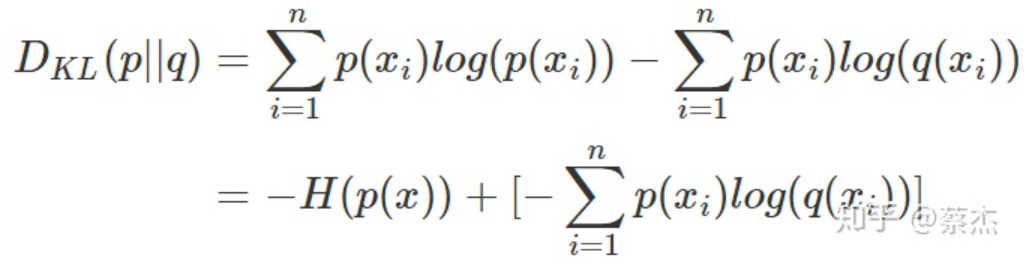 D_{KL}(p||q) = \sum_{i=1}^{n} p(x_i)log(p(x_i)) - \sum_{i=1}^{n} p(x_i)log(q(x_i))
= -H(p(x)) + [-\sum_{i=1}^{n} p(x_i)log(q(x_i))]
知乎 @蔡杰